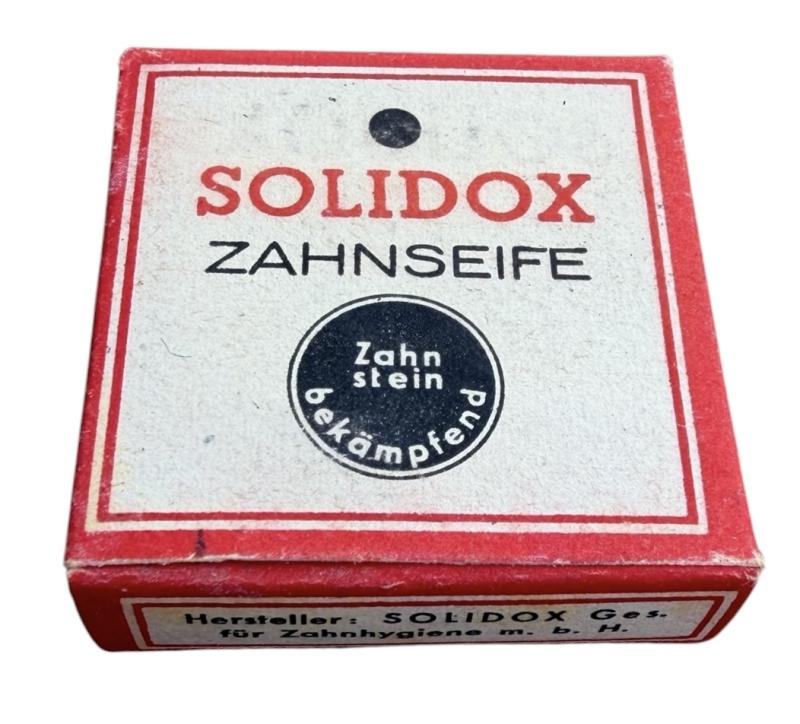 SOLIDOX
ZAHNSEIFE
Zahn
stein
bekämpfend
Hersteller: SOLIDOX Ges.
für Zahnhygiene m. b. H.